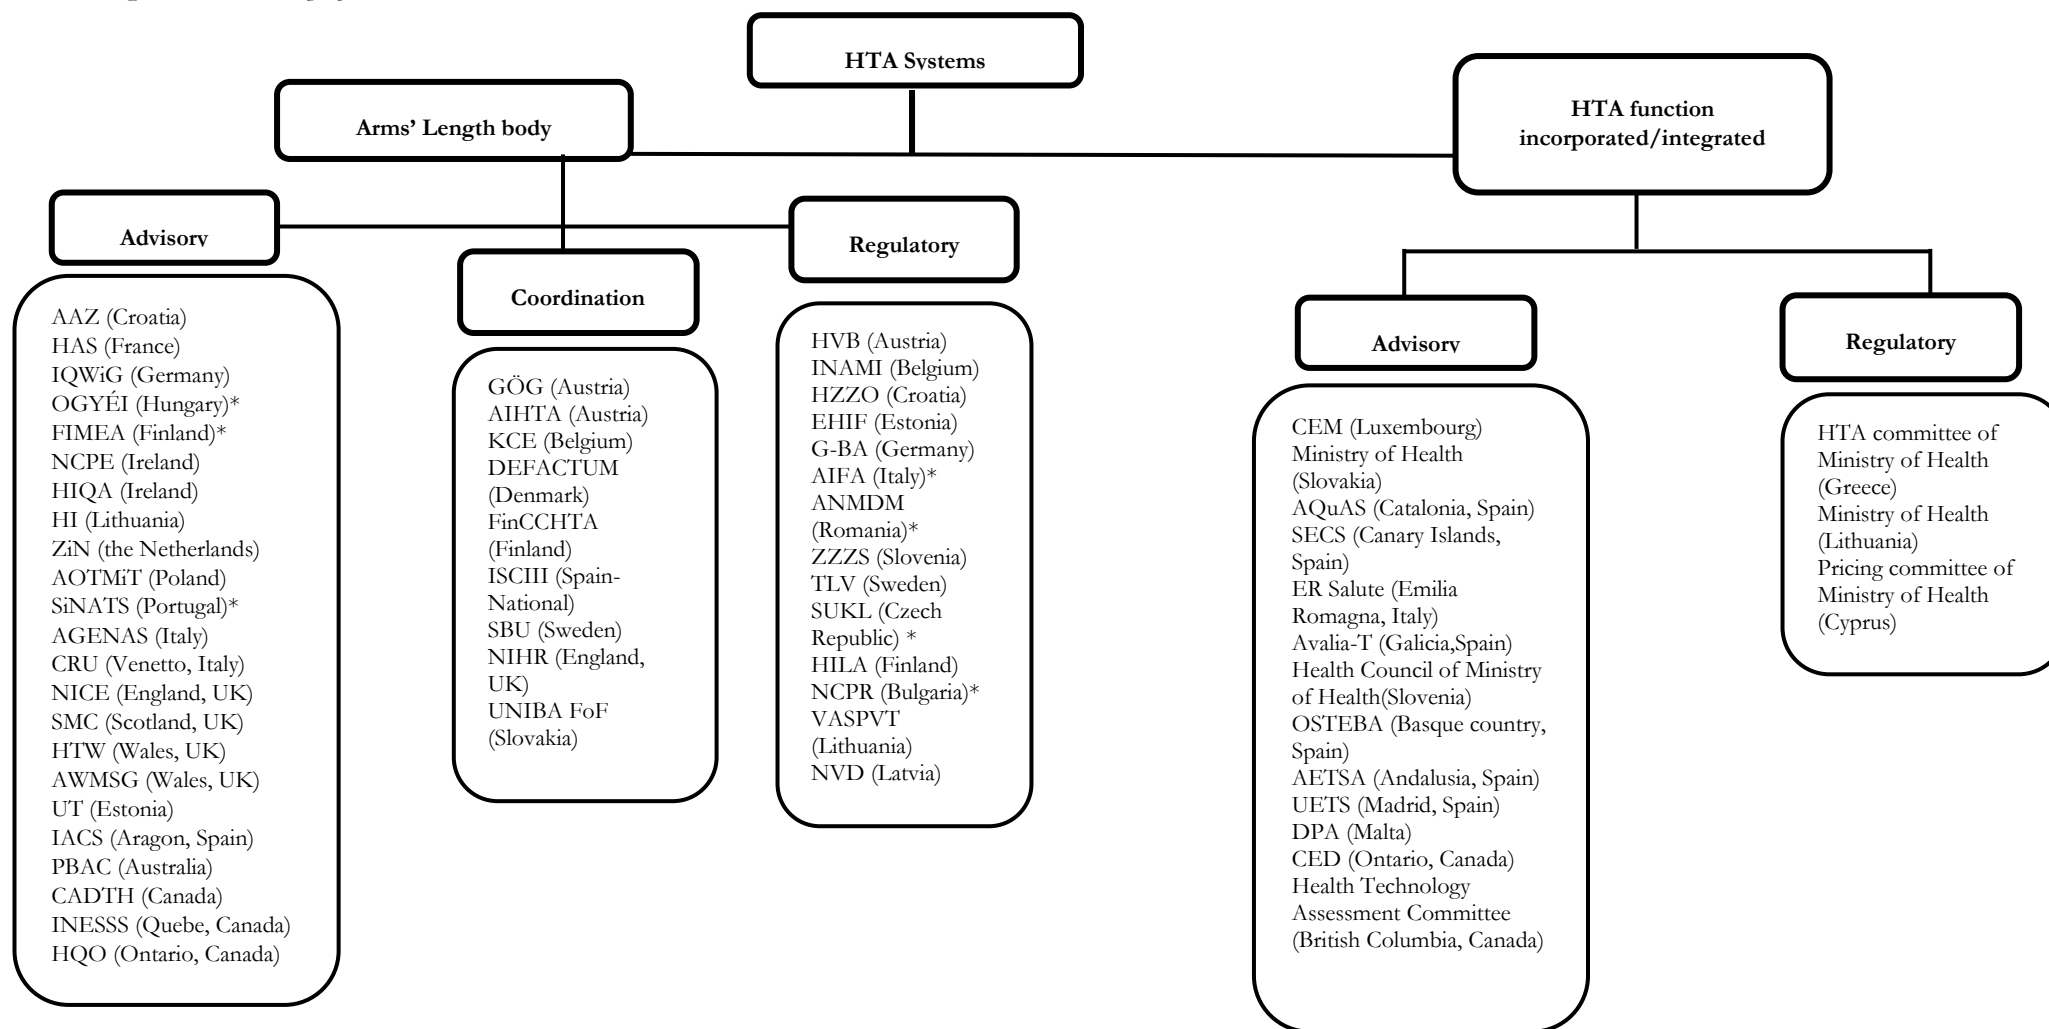 HTA Systems
Arms’ Length body
HTA function
incorporated/integrated
Advisory
Coordination
Regulatory
AAZ (Croatia)
HAS (France)
IQWiG (Germany)
OGYÉI (Hungary)*
FIMEA (Finland)*
NCPE (Ireland)
HIQA (Ireland)
HI (Lithuania)
ZiN (the Netherlands)
AOTMiT (Poland)
SiNATS (Portugal)*
AGENAS (Italy)
CRU (Venetto, Italy)
NICE (England, UK)
SMC (Scotland, UK)
HTW (Wales, UK)
AWMSG (Wales, UK)
UT (Estonia)
IACS (Aragon, Spain)
PBAC (Australia)
CADTH (Canada)
INESSS (Quebe, Canada)
HQO (Ontario, Canada)
GÖG (Austria)
AIHTA (Austria)
KCE (Belgium)
DEFACTUM
(Denmark)
FinCCHTA
(Finland)
ISCIII (Spain-
National)
SBU (Sweden)
NIHR (England,
UK)
UNIBA FoF
(Slovakia)
HVB (Austria)
INAMI (Belgium)
HZZO (Croatia)
EHIF (Estonia)
G-BA (Germany)
AIFA (Italy)*
ANMDM
(Romania)*
ZZZS (Slovenia)
TLV (Sweden)
SUKL (Czech
Republic) *
HILA (Finland)
NCPR (Bulgaria)*
VASPVT
(Lithuania)
NVD (Latvia)
Advisory
Regulatory
CEM (Luxembourg)
Ministry of Health
(Slovakia)
AQuAS (Catalonia, Spain)
SECS (Canary Islands,
Spain)
ER Salute (Emilia
Romagna, Italy)
Avalia-T (Galicia,Spain)
Health Council of Ministry
of Health(Slovenia)
OSTEBA (Basque country,
Spain)
AETSA (Andalusia, Spain)
UETS (Madrid, Spain)
DPA (Malta)
CED (Ontario, Canada)
Health Technology
Assessment Committee
(British Columbia, Canada)
HTA committee of
Ministry of Health
(Greece)
Ministry of Health
(Lithuania)
Pricing committee of
Ministry of Health
(Cyprus)